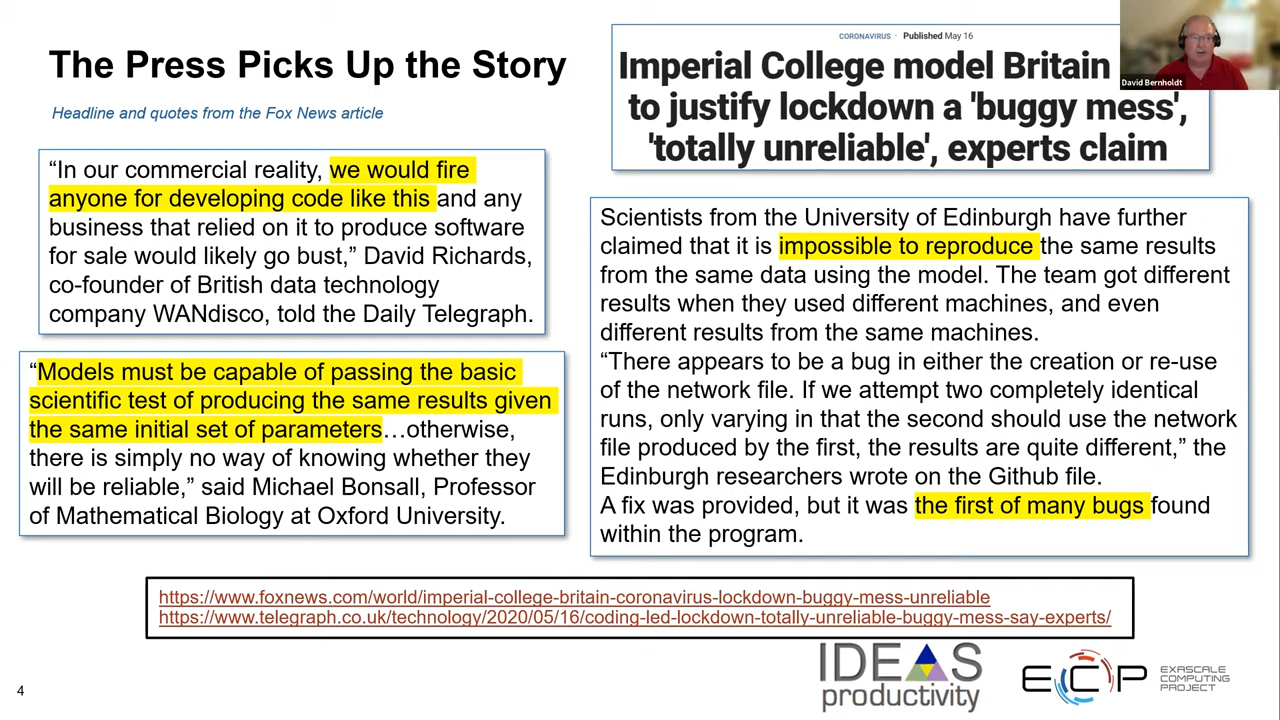 The Press Picks Up the Story
Headline and quotes from the Fox News article
CORONAVIRUS · Published May 16
Imperial College model Britain
to justify lockdown a 'buggy mess',
'totally unreliable', experts claim
David Bernholdt
“In our commercial reality, we would fire
anyone for developing code like this and any
business that relied on it to produce software
for sale would likely go bust,” David Richards,
co-founder of British data technology
company WANdisco, told the Daily Telegraph.
“Models must be capable of passing the basic
scientific test of producing the same results given
the same initial set of parameters…otherwise,
there is simply no way of knowing whether they
will be reliable,” said Michael Bonsall, Professor
of Mathematical Biology at Oxford University.
Scientists from the University of Edinburgh have further
claimed that it is impossible to reproduce the same results
from the same data using the model. The team got different
results when they used different machines, and even
different results from the same machines.
“There appears to be a bug in either the creation or re-use
of the network file. If we attempt two completely identical
runs, only varying in that the second should use the network
file produced by the first, the results are quite different,” the
Edinburgh researchers wrote on the Github file.
A fix was provided, but it was the first of many bugs found
within the program.
https://www.foxnews.com/world/imperial-college-britain-coronavirus-lockdown-buggy-mess-unreliable
https://www.telegraph.co.uk/technology/2020/05/16/coding-led-lockdown-totally-unreliable-buggy-mess-say-experts/
4
IDEAS
productivity
ECP
EXASCALE
COMPUTING
PROJECT